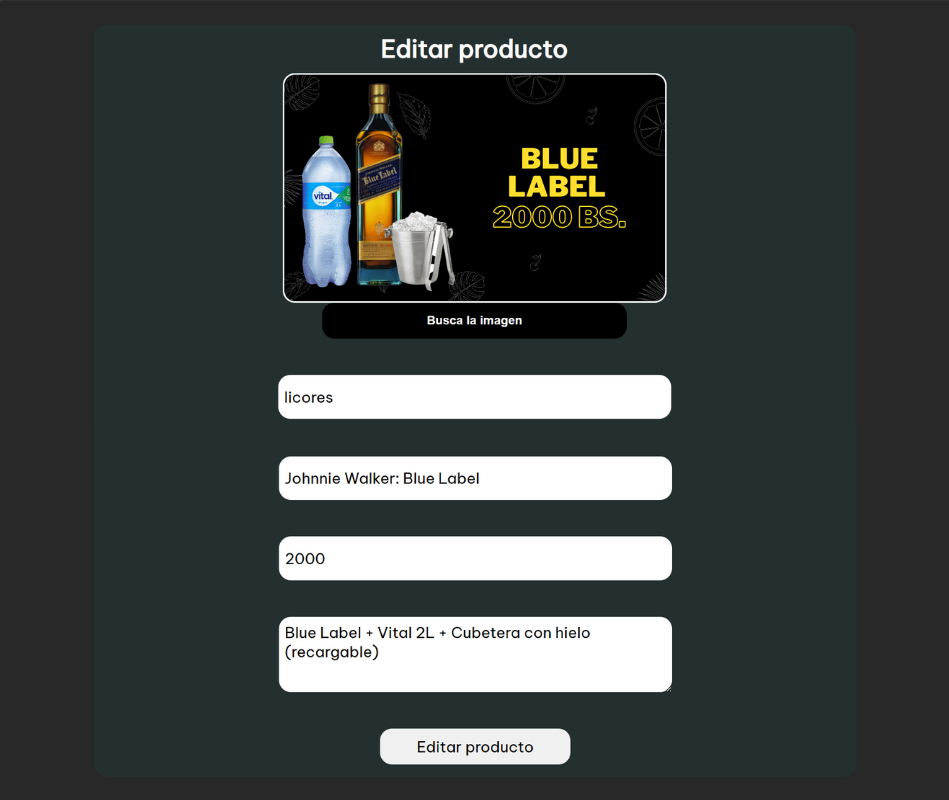 Editar producto
vital
Blue Label
BLUE
LABEL
2000 BS.
Busca la imagen
licores
Johnnie Walker: Blue Label
2000
Blue Label + Vital 2L + Cubetera con hielo
(recargable)
Editar producto